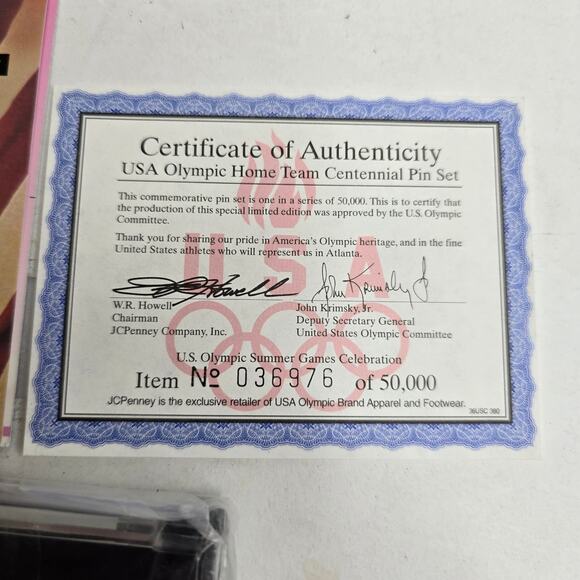 Certificate of Authenticity
USA Olympic Home Team Centennial Pin Set
This commemorative pin set is one in a series of 50,000. This is to certify that
the production of this special limited edition was approved by the U.S. Olympic
Committee.
Thank you for sharing our pride in America's Olympic heritage, and in the fine
United States athletes who will represent us in Atlanta.
USA
W.R. Howell
Chairman
JCPenney Company, Inc.
John Krimsky Jr
John Krimsky, Jr.
Deputy Secretary General
United States Olympic Committee
U.S. Olympic Summer Games Celebration
Item № 036976 of 50,000
JCPenney is the exclusive retailer of USA Olympic Brand Apparel and Footwear.
36USC 380